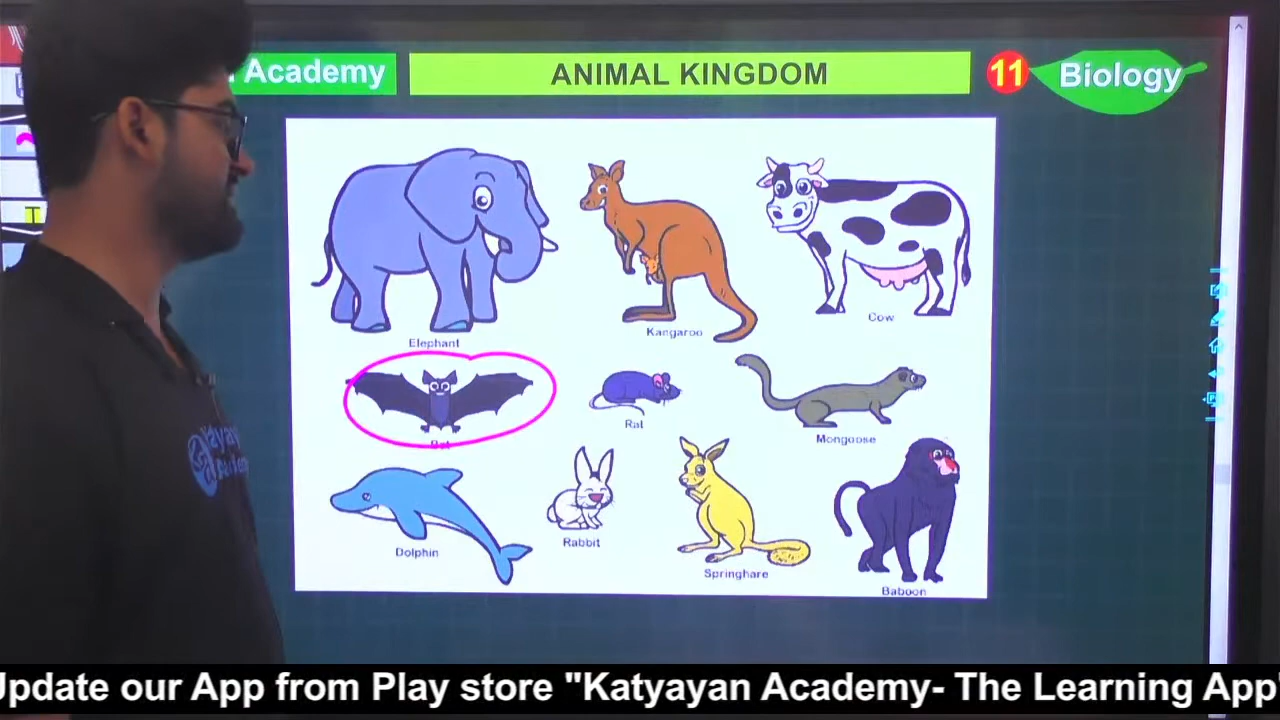 Academy
ANIMAL KINGDOM
11 Biology
Elephant
Kangaroo
Cow
Bat
Rat
Mongoose
Dolphin
Rabbit
Springhare
Baboon
Update our App from Play store "Katyayan Academy- The Learning App"